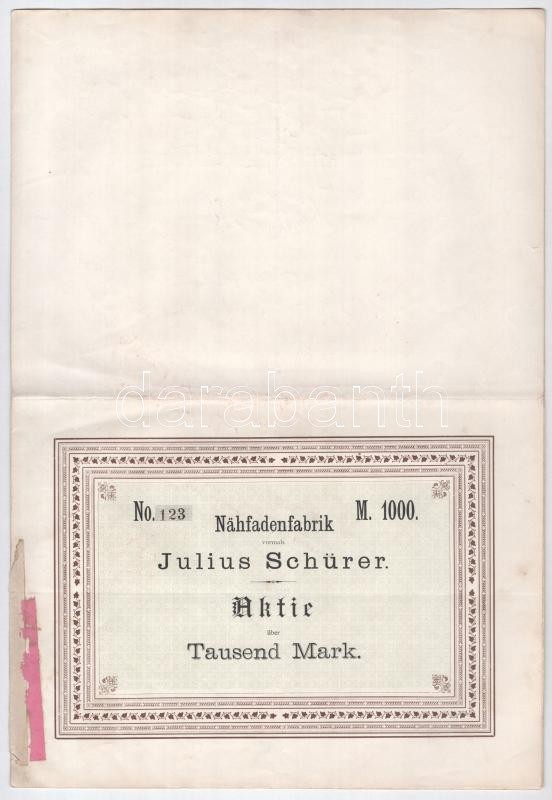 darabanth
No. 123
M. 1000.
Nähfadenfabrik
vormals
Julius Schürer.
Aktie
über
Tausend Mark.